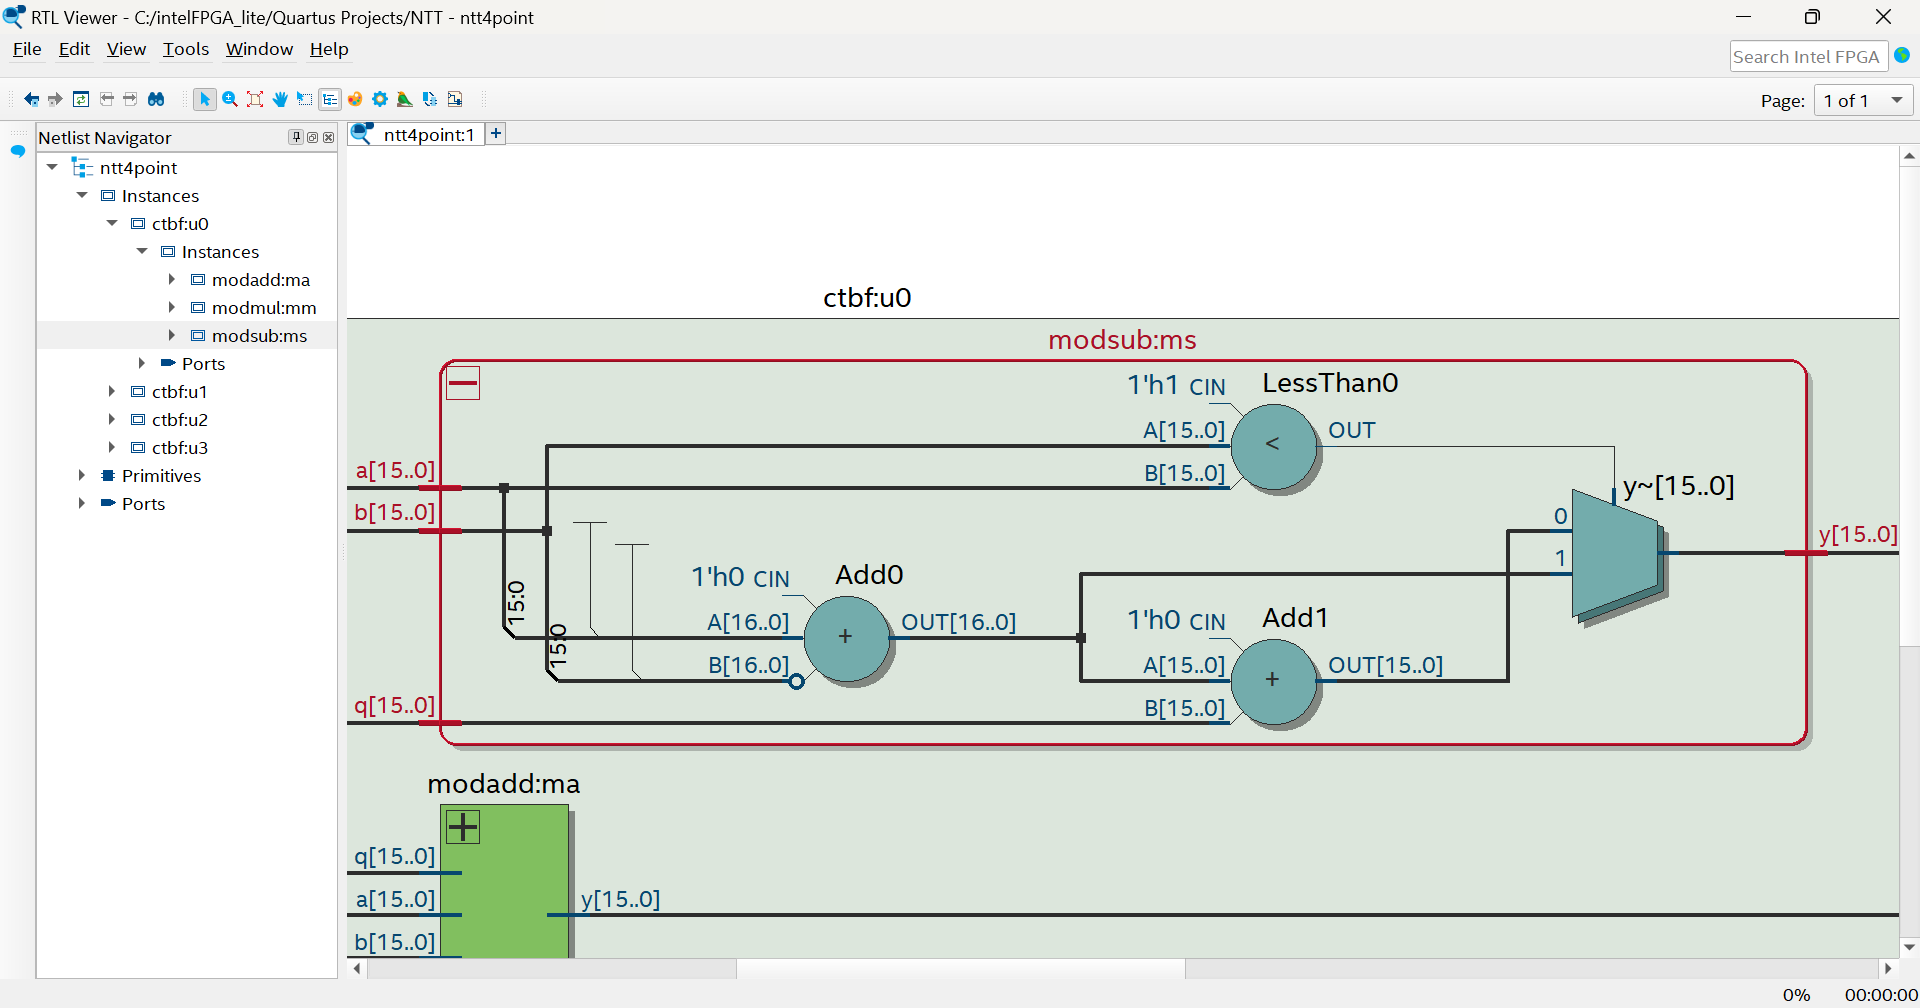 RTL Viewer - C:/intelFPGA_lite/Quartus Projects/NTT - ntt4point
File Edit View Tools Window Help
Search Intel FPGA
Page: 1 of 1
Netlist Navigator
ntt4point:1
ntt4point
Instances
ctbf:u0
Instances
modadd:ma
modmul:mm
modsub:ms
Ports
ctbf:u1
ctbf:u2
ctbf:u3
Primitives
Ports
ctbf:u0
modsub:ms
1'h1 CIN LessThan0
A[15..0] < OUT
B[15..0]
a[15..0]
b[15..0]
y~[15..0]
0
1
y[15..0]
15:0
15:0
1'h0 CIN Add0
A[16..0] + OUT[16..0]
B[16..0]
1'h0 CIN Add1
A[15..0] + OUT[15..0]
B[15..0]
q[15..0]
modadd:ma
q[15..0]
a[15..0] y[15..0]
b[15..0]
0% 00:00:00